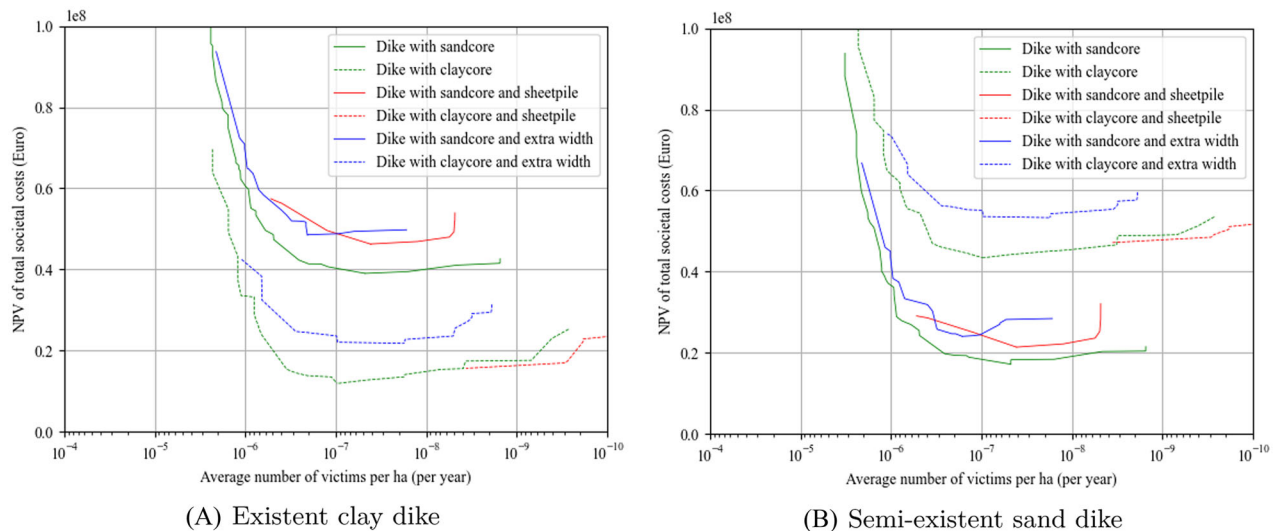 1e8
1.0
0.8
0.6
0.4
0.2
0.0
NPV of total societal costs (Euro)
Dike with sandcore
Dike with claycore
Dike with sandcore and sheetpile
Dike with claycore and sheetpile
Dike with sandcore and extra width
Dike with claycore and extra width
10⁻⁴ 10⁻⁵ 10⁻⁶ 10⁻⁷ 10⁻⁸ 10⁻⁹ 10⁻¹⁰
Average number of victims per ha (per year)
(A) Existent clay dike
1e8
1.0
0.8
0.6
0.4
0.2
0.0
NPV of total societal costs (Euro)
Dike with sandcore
Dike with claycore
Dike with sandcore and sheetpile
Dike with claycore and sheetpile
Dike with sandcore and extra width
Dike with claycore and extra width
10⁻⁴ 10⁻⁵ 10⁻⁶ 10⁻⁷ 10⁻⁸ 10⁻⁹ 10⁻¹⁰
Average number of victims per ha (per year)
(B) Semi-existent sand dike